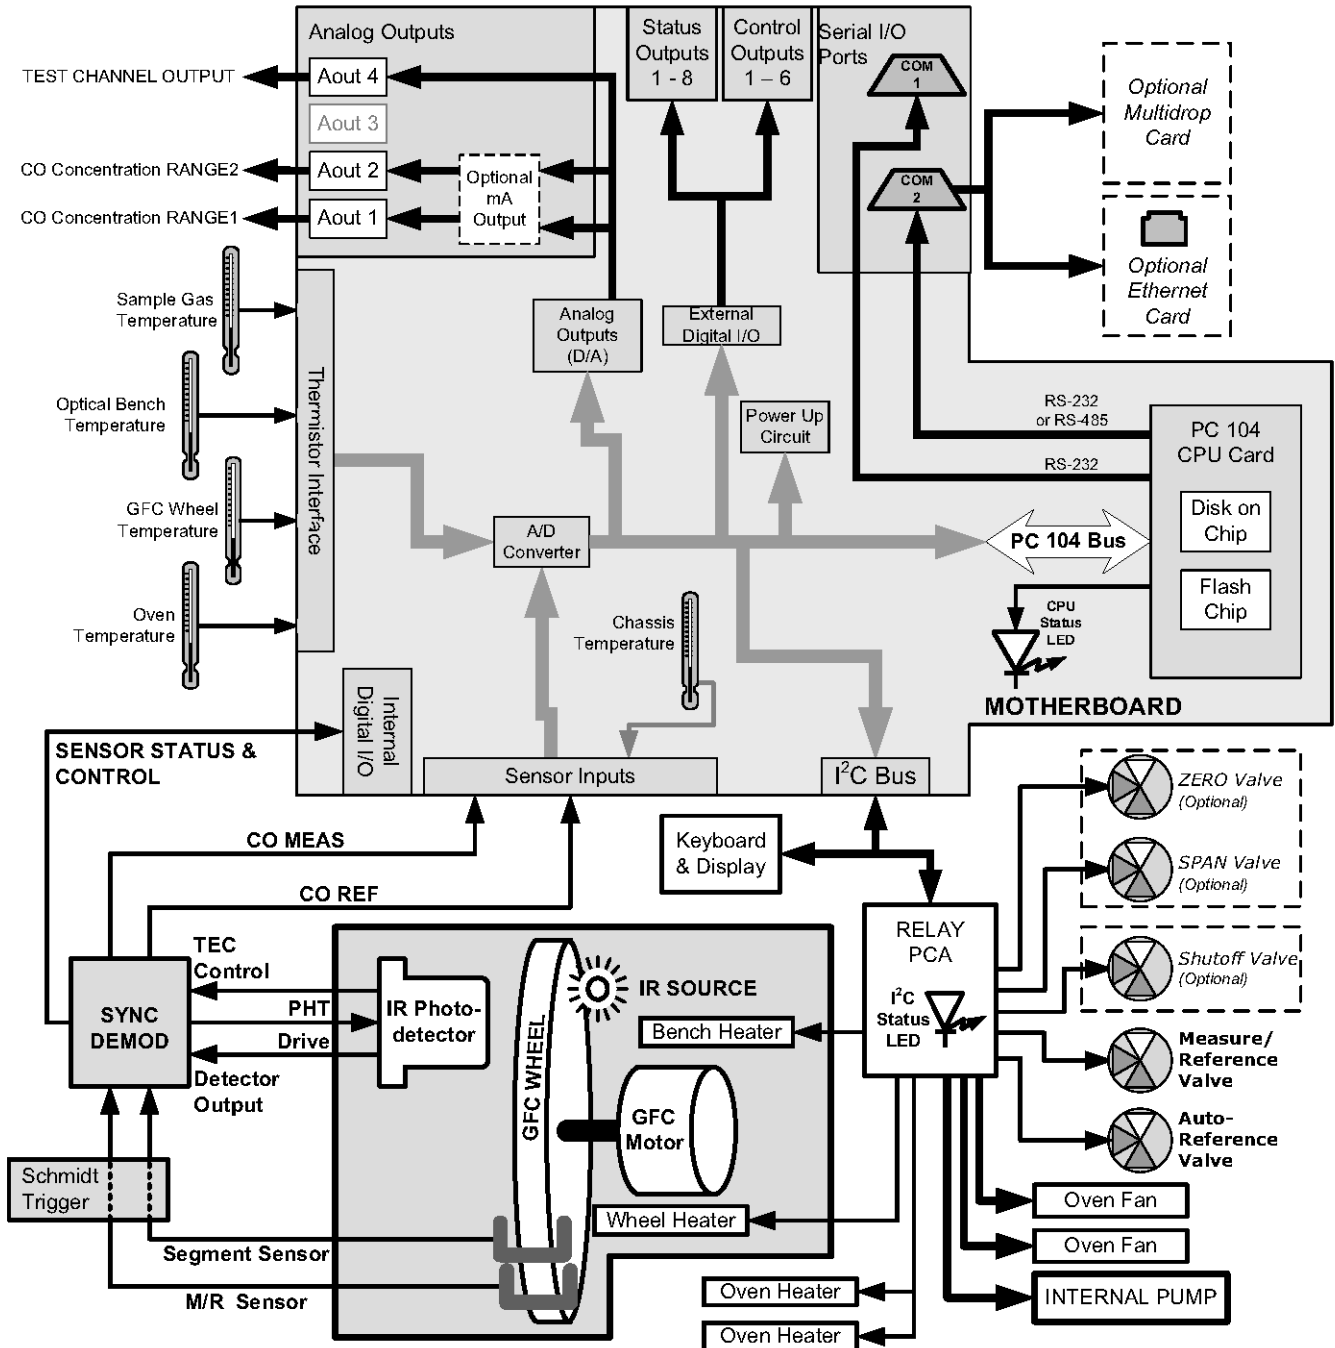 Analog Outputs
Status
Outputs
1 - 8
Control
Outputs
1 – 6
Serial I/O
Ports
TEST CHANNEL OUTPUT
Aout 4
Aout 3
CO Concentration RANGE2
Aout 2
CO Concentration RANGE1
Aout 1
Optional
mA
Output
COM
1
COM
2
Optional
Multidrop
Card
Optional
Ethernet
Card
Sample Gas
Temperature
Optical Bench
Temperature
GFC Wheel
Temperature
Oven
Temperature
Thermistor Interface
Analog
Outputs
(D/A)
External
Digital I/O
Power Up
Circuit
A/D
Converter
RS-232
or RS-485
RS-232
PC 104
CPU Card
Disk on
Chip
Flash
Chip
PC 104 Bus
CPU
Status
LED
Chassis
Temperature
MOTHERBOARD
Internal
Digital I/O
Sensor Inputs
I²C Bus
SENSOR STATUS &
CONTROL
CO MEAS
CO REF
Keyboard
& Display
ZERO Valve
(Optional)
SPAN Valve
(Optional)
Shutoff Valve
(Optional)
Measure/
Reference
Valve
Auto-
Reference
Valve
RELAY
PCA
I²C
Status
LED
TEC
Control
PHT
Drive
Detector
Output
SYNC
DEMOD
IR Photo-
detector
GFC WHEEL
IR SOURCE
Bench Heater
GFC
Motor
Wheel Heater
Schmidt
Trigger
Segment Sensor
M/R Sensor
Oven Fan
Oven Fan
INTERNAL PUMP
Oven Heater
Oven Heater